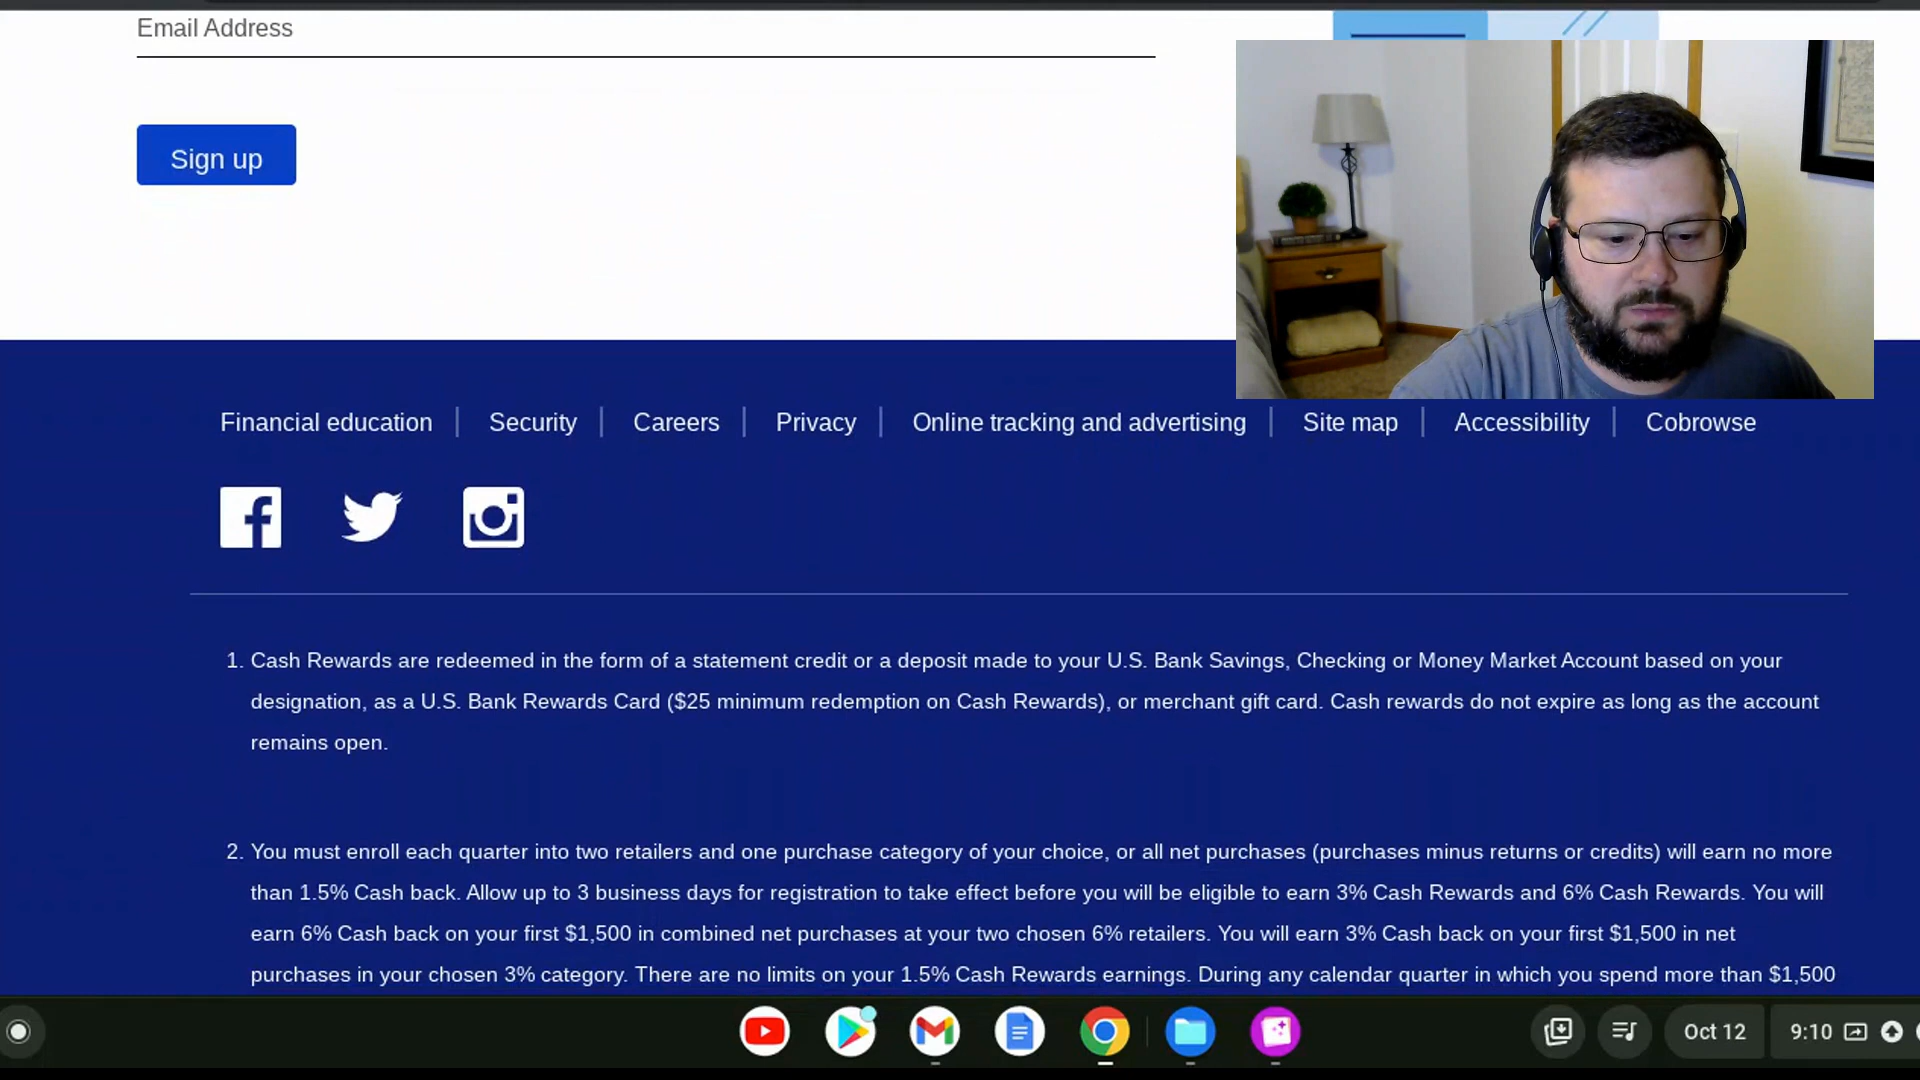 Email Address
Sign up
Financial education | Security | Careers | Privacy | Online tracking and advertising | Site map | Accessibility | Cobrowse
1. Cash Rewards are redeemed in the form of a statement credit or a deposit made to your U.S. Bank Savings, Checking or Money Market Account based on your
designation, as a U.S. Bank Rewards Card ($25 minimum redemption on Cash Rewards), or merchant gift card. Cash rewards do not expire as long as the account
remains open.
2. You must enroll each quarter into two retailers and one purchase category of your choice, or all net purchases (purchases minus returns or credits) will earn no more
than 1.5% Cash back. Allow up to 3 business days for registration to take effect before you will be eligible to earn 3% Cash Rewards and 6% Cash Rewards. You will
earn 6% Cash back on your first $1,500 in combined net purchases at your two chosen 6% retailers. You will earn 3% Cash back on your first $1,500 in net
purchases in your chosen 3% category. There are no limits on your 1.5% Cash Rewards earnings. During any calendar quarter in which you spend more than $1,500
Oct 12 9:10